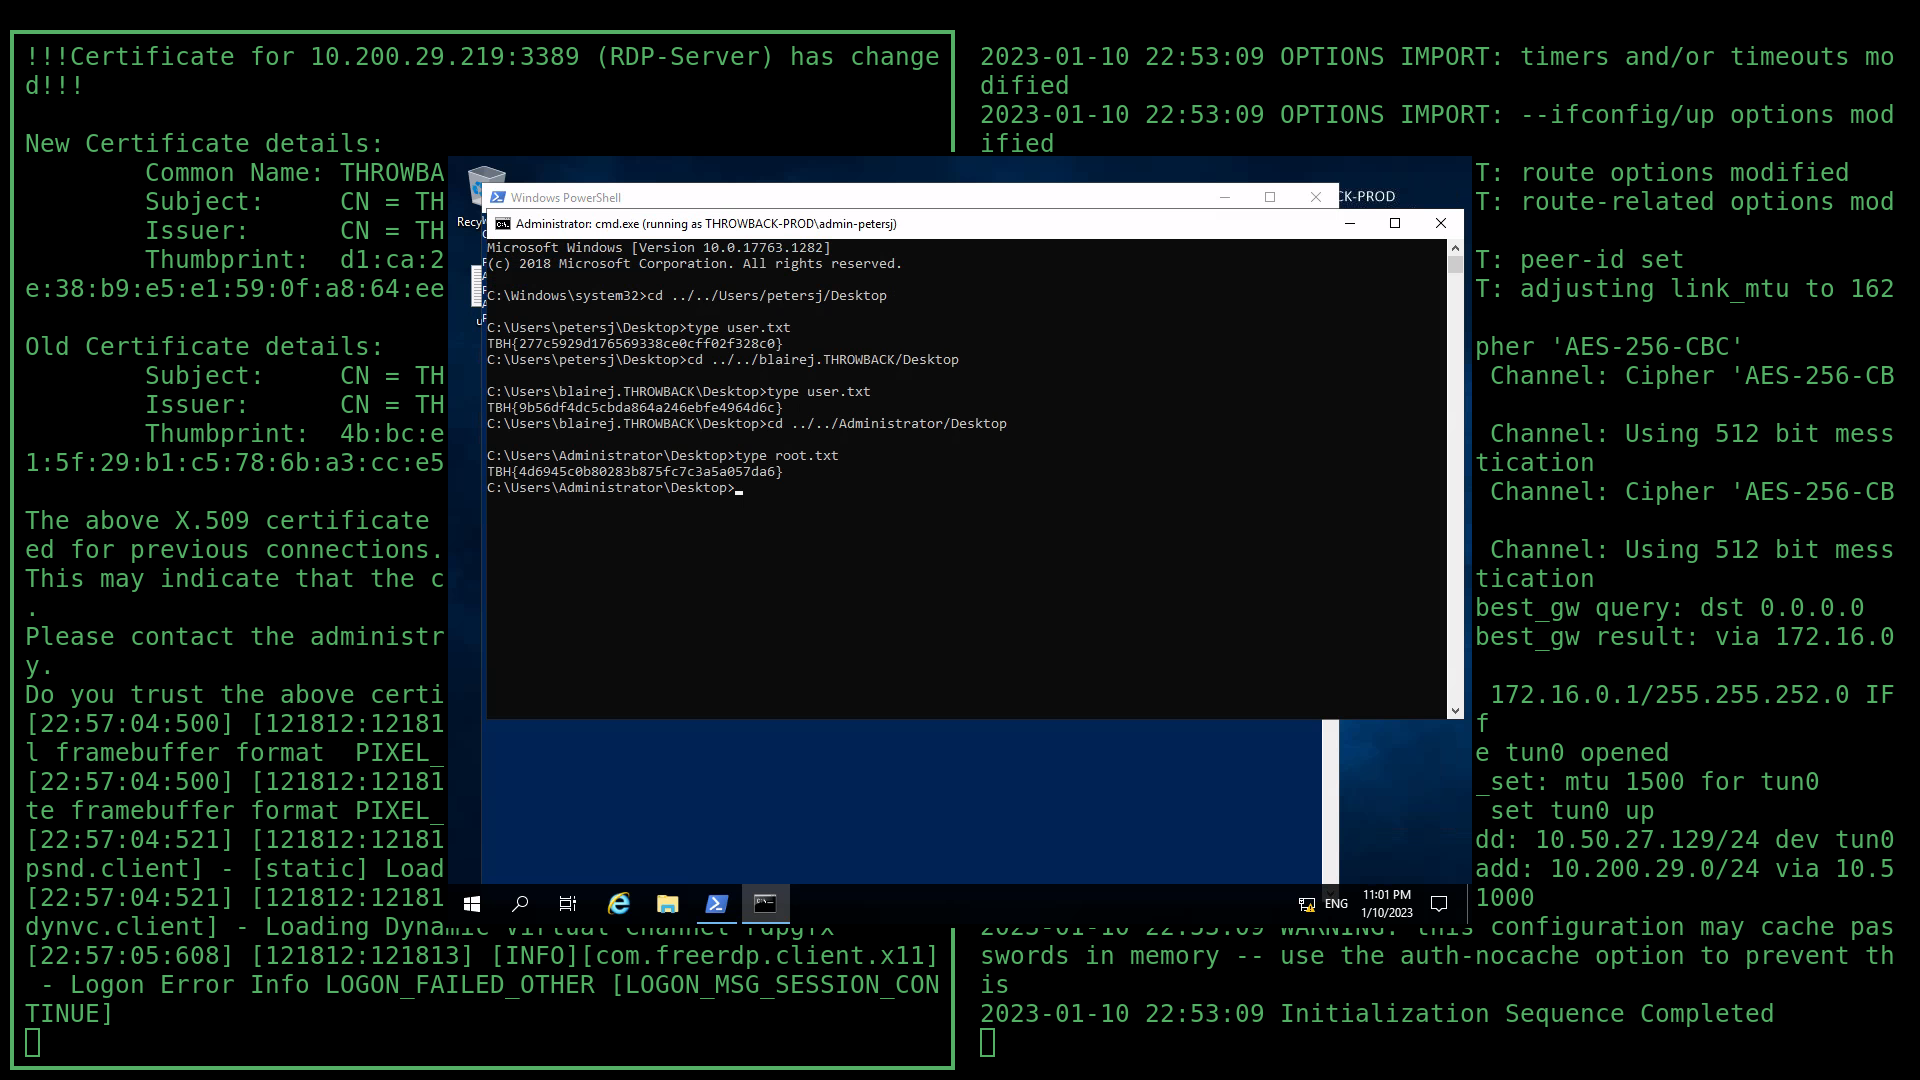 !!!Certificate for 10.200.29.219:3389 (RDP-Server) has change
d!!!
New Certificate details:
Common Name: THROWBA
Subject: CN = TH
Issuer: CN = TH
Thumbprint: d1:ca:2
e:38:b9:e5:e1:59:0f:a8:64:ee
Old Certificate details:
Subject: CN = TH
Issuer: CN = TH
Thumbprint: 4b:bc:e
1:5f:29:b1:c5:78:6b:a3:cc:e5
The above X.509 certificate
ed for previous connections.
This may indicate that the c
.
Please contact the administr
y.
Do you trust the above certi
[22:57:04:500] [121812:12181
l framebuffer format PIXEL_
[22:57:04:500] [121812:12181
te framebuffer format PIXEL_
[22:57:04:521] [121812:12181
psnd.client] - [static] Load
[22:57:04:521] [121812:12181
dynvc.client] - Loading Dynamic Virtual Channel rdpgfx
[22:57:05:608] [121812:121813] [INFO][com.freerdp.client.x11]
- Logon Error Info LOGON_FAILED_OTHER [LOGON_MSG_SESSION_CON
TINUE]
Recy
u
Windows PowerShell
CK-PROD
Administrator: cmd.exe (running as THROWBACK-PROD\admin-petersj)
Microsoft Windows [Version 10.0.17763.1282]
(c) 2018 Microsoft Corporation. All rights reserved.
C:\Windows\system32>cd ../../Users/petersj/Desktop
C:\Users\petersj\Desktop>type user.txt
TBH{277c5929d176569338ce0cff02f328c0}
C:\Users\petersj\Desktop>cd ../../blairej.THROWBACK/Desktop
C:\Users\blairej.THROWBACK\Desktop>type user.txt
TBH{9b56df4dc5cbda864a246ebfe4964d6c}
C:\Users\blairej.THROWBACK\Desktop>cd ../../Administrator/Desktop
C:\Users\Administrator\Desktop>type root.txt
TBH{4d6945c0b80283b875fc7c3a5a057da6}
C:\Users\Administrator\Desktop>
ENG
11:01 PM
1/10/2023
2023-01-10 22:53:09 OPTIONS IMPORT: timers and/or timeouts mo
dified
2023-01-10 22:53:09 OPTIONS IMPORT: --ifconfig/up options mod
ified
T: route options modified
T: route-related options mod
T: peer-id set
T: adjusting link_mtu to 162
pher 'AES-256-CBC'
Channel: Cipher 'AES-256-CB
Channel: Using 512 bit mess
tication
Channel: Cipher 'AES-256-CB
Channel: Using 512 bit mess
tication
best_gw query: dst 0.0.0.0
best_gw result: via 172.16.0
172.16.0.1/255.255.252.0 IF
f
e tun0 opened
_set: mtu 1500 for tun0
_set tun0 up
dd: 10.50.27.129/24 dev tun0
add: 10.200.29.0/24 via 10.5
1000
2023-01-10 22:53:09 WARNING: this configuration may cache pas
swords in memory -- use the auth-nocache option to prevent th
is
2023-01-10 22:53:09 Initialization Sequence Completed